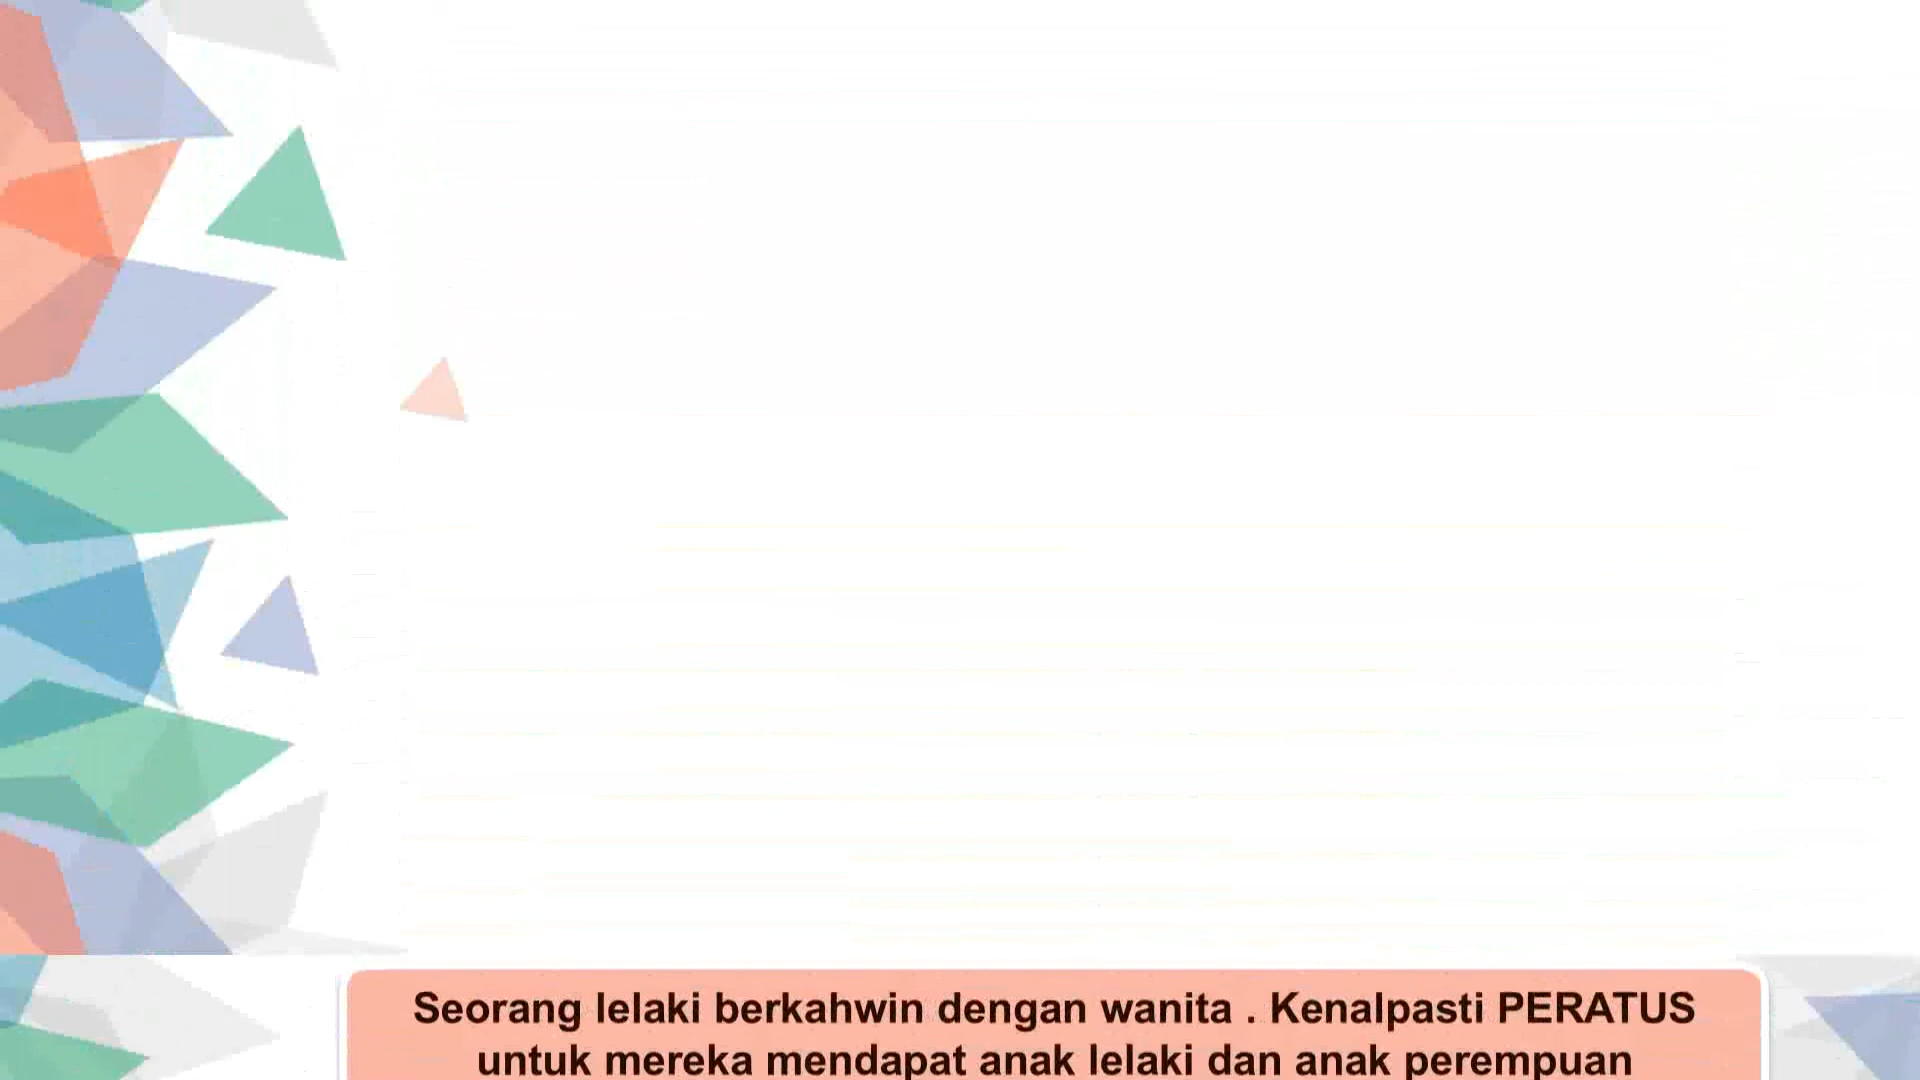 Seorang lelaki berkahwin dengan wanita . Kenalpasti PERATUS
untuk mereka mendapat anak lelaki dan anak perempuan